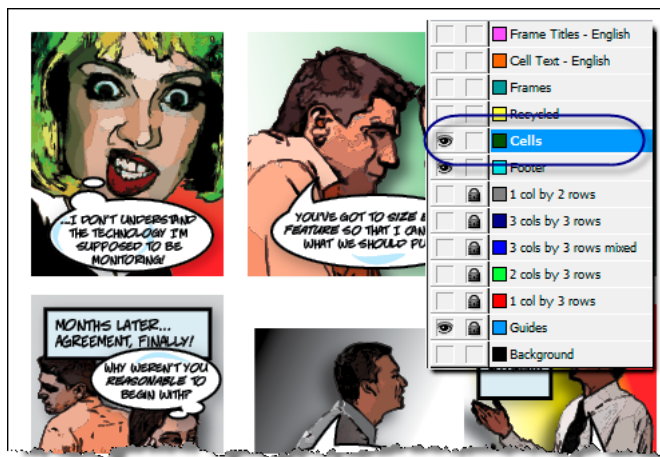 ...I DON'T UNDERSTAND
THE TECHNOLOGY I'M
SUPPOSED TO BE
MONITORING!
YOU'VE GOT TO SIZE
FEATURE SO THAT I CAN
WHAT WE SHOULD
Frame Titles - English
Cell Text - English
Frames
Recycled
Cells
Footer
1 col by 2 rows
3 cols by 3 rows
3 cols by 3 rows mixed
2 cols by 3 rows
1 col by 3 rows
Guides
Background
MONTHS LATER...
AGREEMENT, FINALLY!
WHY WEREN'T YOU
REASONABLE TO
BEGIN WITH?